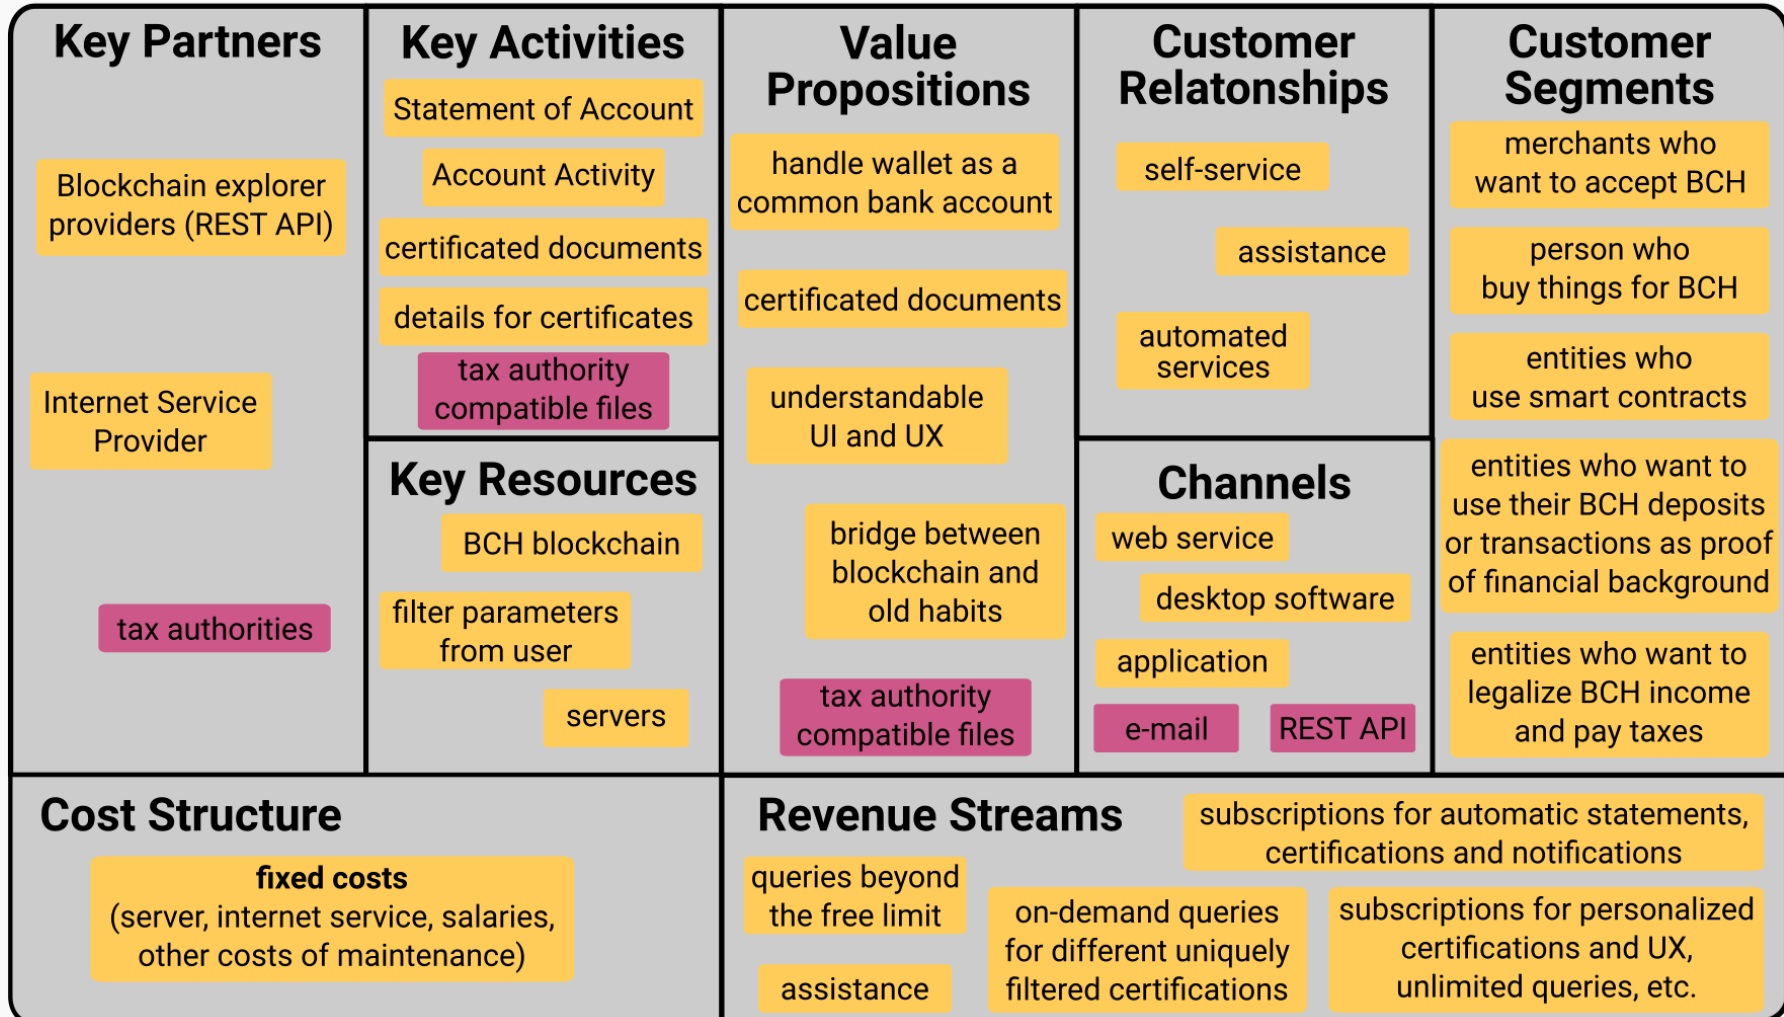 Key Partners
Blockchain explorer
providers (REST API)
Internet Service
Provider
tax authorities
Key Activities
Statement of Account
Account Activity
certificated documents
details for certificates
tax authority
compatible files
Key Resources
BCH blockchain
filter parameters
from user
servers
Value
Propositions
handle wallet as a
common bank account
certificated documents
understandable
UI and UX
bridge between
blockchain and
old habits
tax authority
compatible files
Customer
Relatonships
self-service
assistance
automated
services
Channels
web service
desktop software
application
e-mail
REST API
Customer
Segments
merchants who
want to accept BCH
person who
buy things for BCH
entities who
use smart contracts
entities who want to
use their BCH deposits
or transactions as proof
of financial background
entities who want to
legalize BCH income
and pay taxes
Cost Structure
fixed costs
(server, internet service, salaries,
other costs of maintenance)
Revenue Streams
subscriptions for automatic statements,
certifications and notifications
queries beyond
the free limit
assistance
on-demand queries
for different uniquely
filtered certifications
subscriptions for personalized
certifications and UX,
unlimited queries, etc.